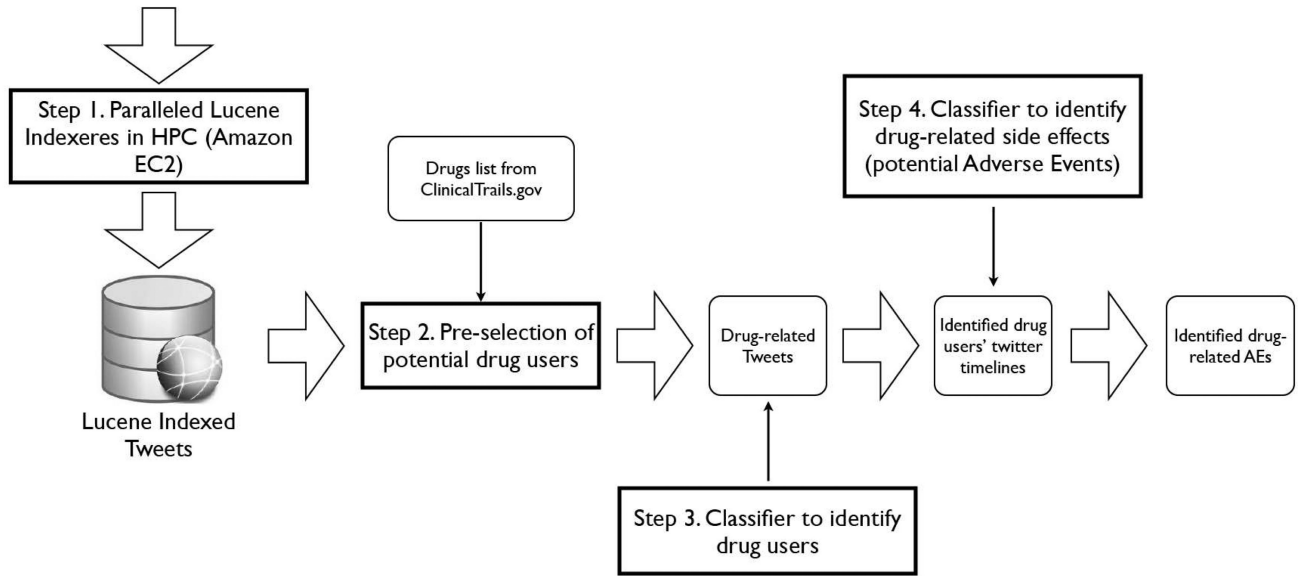 Step 1. Paralleled Lucene
Indexeres in HPC (Amazon
EC2)
Lucene Indexed
Tweets
Drugs list from
ClinicalTrails.gov
Step 2. Pre-selection of
potential drug users
Drug-related
Tweets
Step 3. Classifier to identify
drug users
Step 4. Classifier to identify
drug-related side effects
(potential Adverse Events)
Identified drug
users' twitter
timelines
Identified drug-
related AEs